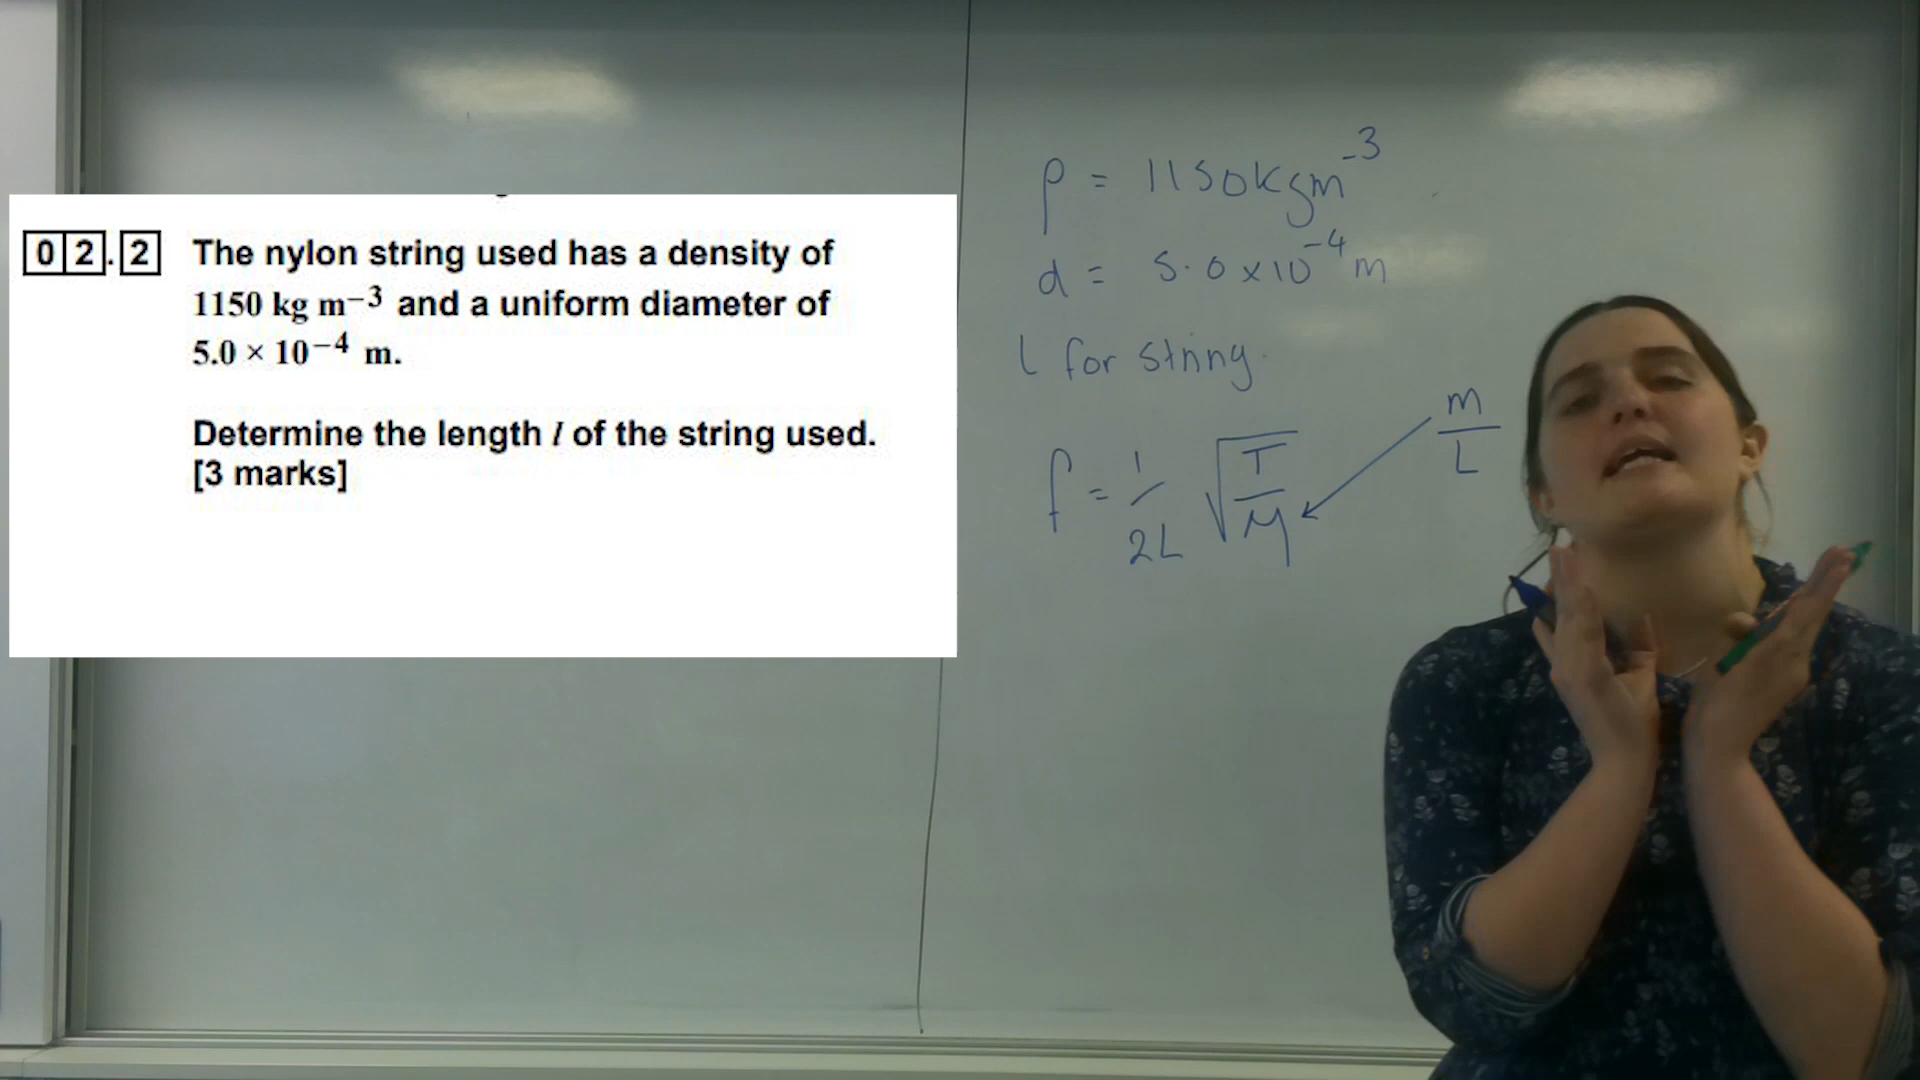 02.2 The nylon string used has a density of
1150 kg m⁻³ and a uniform diameter of
5.0 × 10⁻⁴ m.
Determine the length l of the string used.
[3 marks]
ρ = 1150kgm⁻³
d = 5.0 × 10⁻⁴ m
l for string.
f = 1/2L √T/μ
m/L